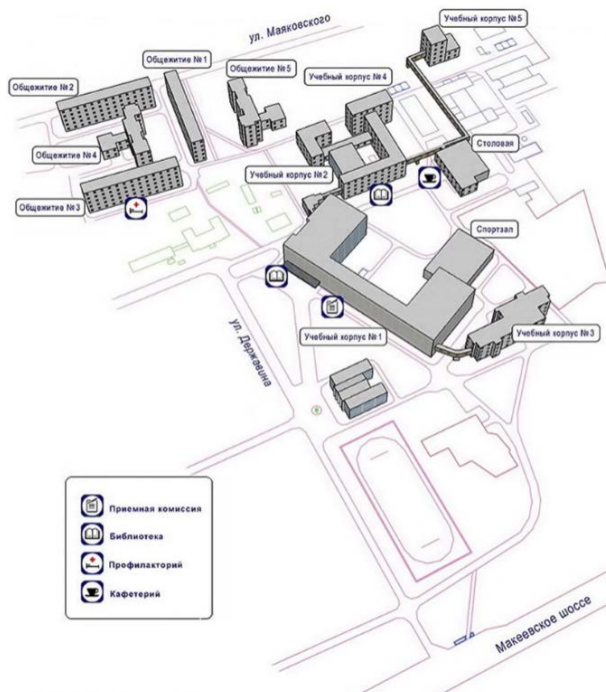 Учебный корпус №5
ул. Маяковского
Общежитие №1
Общежитие №5
Учебный корпус №4
Общежитие №2
Столовая
Общежитие №4
Учебный корпус №2
Общежитие №3
Спортзал
ул. Державина
Учебный корпус №1
Учебный корпус №3
Приемная комиссия
Библиотека
Профилакторий
Кафетерий
Макеевское шоссе